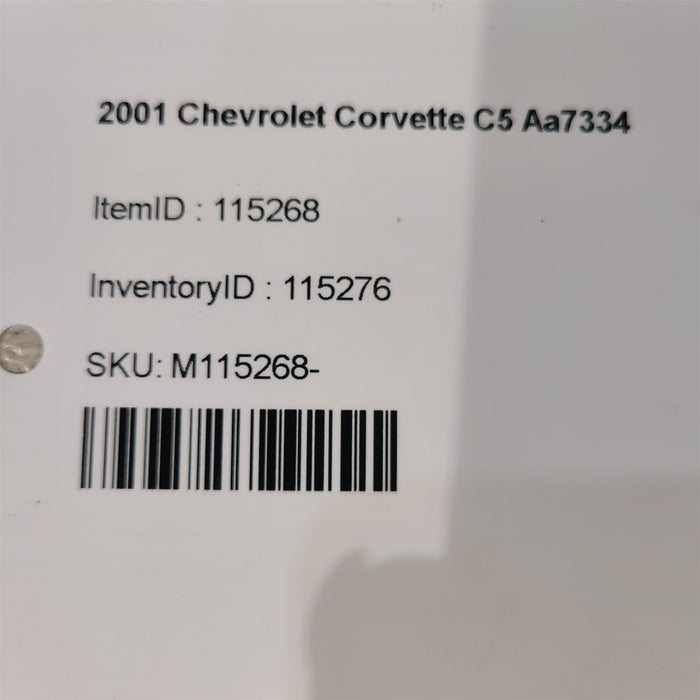 2001 Chevrolet Corvette C5 Aa7334
ItemID : 115268
InventoryID : 115276
SKU: M115268-